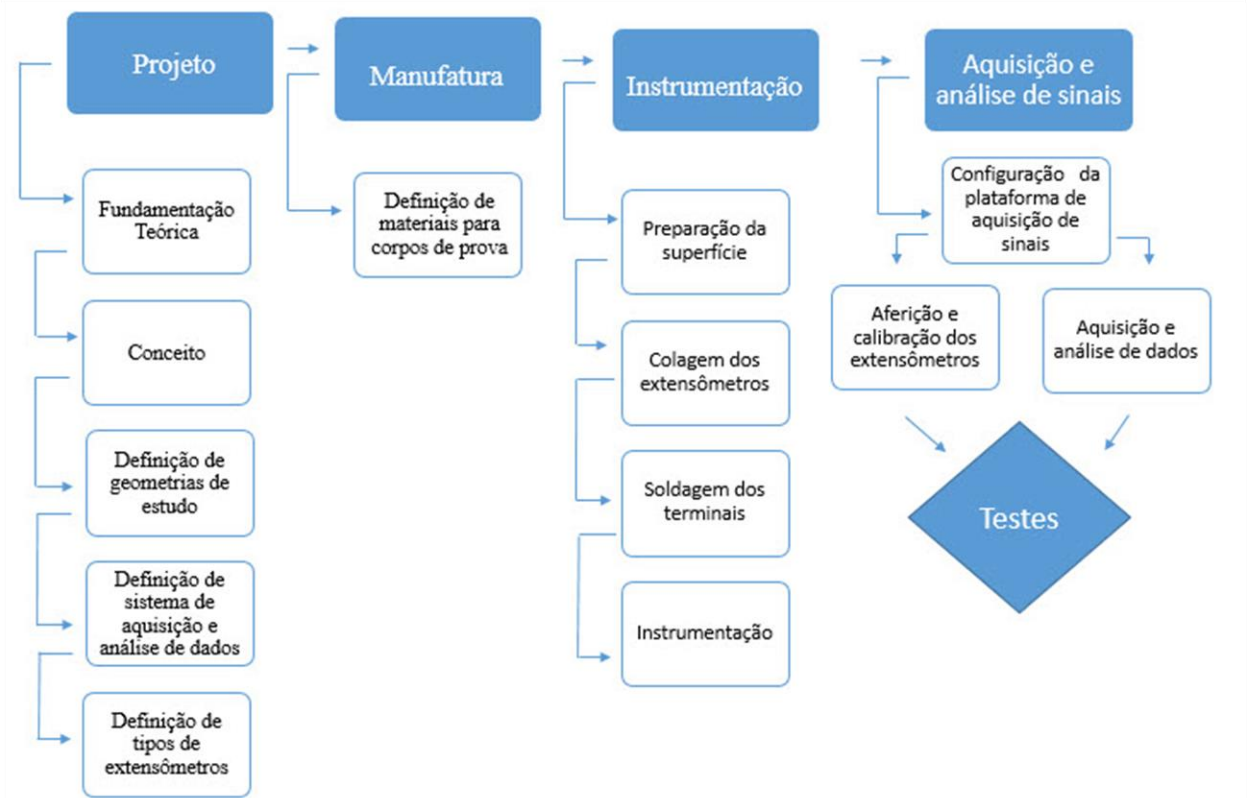 Projeto
Fundamentação
Teórica
Conceito
Definição de
geometrias de
estudo
Definição de
sistema de
aquisição e
análise de dados
Definição de
tipos de
extensômetros
Manufatura
Definição de
materiais para
corpos de prova
Instrumentação
Preparação da
superfície
Colagem dos
extensômetros
Soldagem dos
terminais
Instrumentação
Aquisição e
análise de sinais
Configuração da
plataforma de
aquisição de
sinais
Aferição e
calibração dos
extensômetros
Aquisição e
análise de dados
Testes